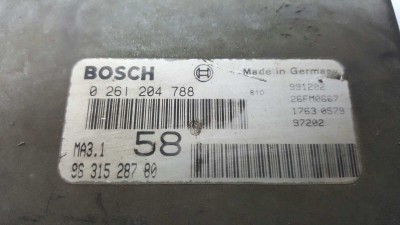 BOSCH Made in Germany
0 261 204 788 810 991202
26FM0667
1763 0579
97202
MA3.1 58
96 315 287 80